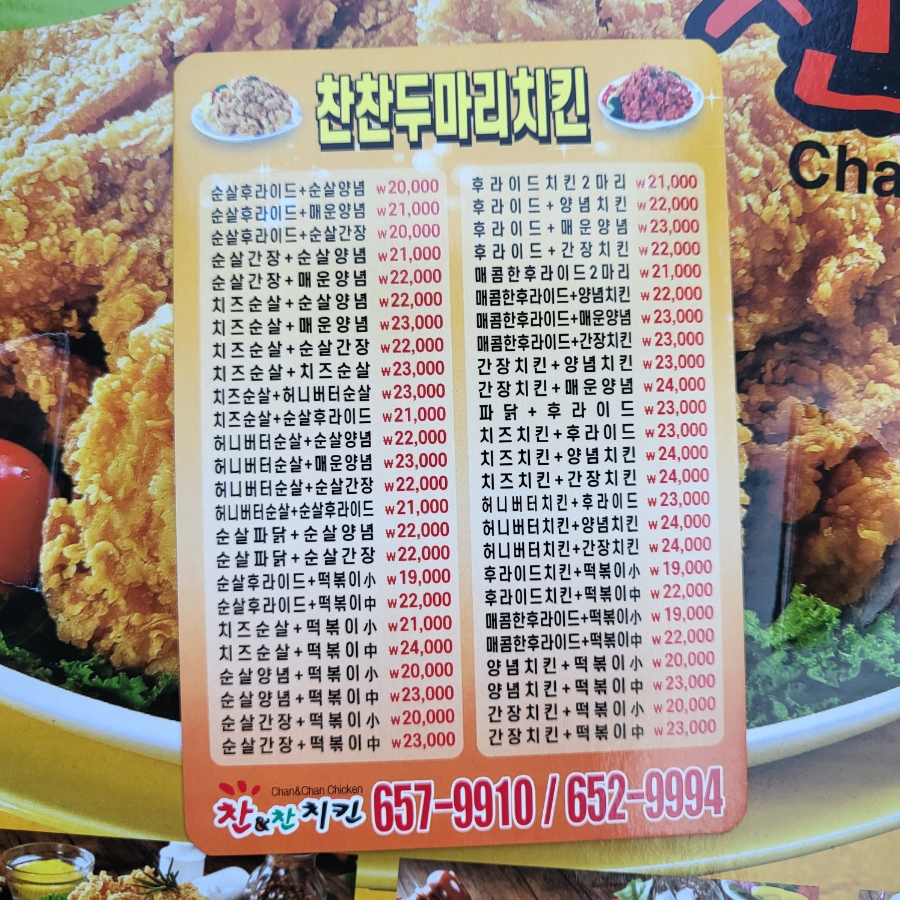 찬찬두마리치킨
순살후라이드+순살양념 ₩20,000
순살후라이드+매운양념 ₩21,000
순살후라이드+순살간장 ₩20,000
순살간장+순살양념 ₩21,000
순살간장+매운양념 ₩22,000
치즈순살+순살양념 ₩22,000
치즈순살+매운양념 ₩23,000
치즈순살+순살간장 ₩22,000
치즈순살+치즈순살 ₩23,000
치즈순살+허니버터순살 ₩23,000
치즈순살+순살후라이드 ₩21,000
허니버터순살+순살양념 ₩22,000
허니버터순살+매운양념 ₩23,000
허니버터순살+순살간장 ₩22,000
허니버터순살+순살후라이드 ₩21,000
순살파닭+순살양념 ₩22,000
순살파닭+순살간장 ₩22,000
순살후라이드+떡볶이小 ₩19,000
순살후라이드+떡볶이中 ₩22,000
치즈순살+떡볶이小 ₩21,000
치즈순살+떡볶이中 ₩24,000
순살양념+떡볶이小 ₩20,000
순살양념+떡볶이中 ₩23,000
순살간장+떡볶이小 ₩20,000
순살간장+떡볶이中 ₩23,000
후라이드치킨2마리 ₩21,000
후라이드+양념치킨 ₩22,000
후라이드+매운양념 ₩23,000
후라이드+간장치킨 ₩22,000
매콤한후라이드2마리 ₩21,000
매콤한후라이드+양념치킨 ₩22,000
매콤한후라이드+매운양념 ₩23,000
매콤한후라이드+간장치킨 ₩23,000
간장치킨+양념치킨 ₩23,000
간장치킨+매운양념 ₩24,000
파닭+후라이드 ₩23,000
치즈치킨+후라이드 ₩23,000
치즈치킨+양념치킨 ₩24,000
치즈치킨+간장치킨 ₩24,000
허니버터치킨+후라이드 ₩23,000
허니버터치킨+양념치킨 ₩24,000
허니버터치킨+간장치킨 ₩24,000
후라이드치킨+떡볶이小 ₩19,000
후라이드치킨+떡볶이中 ₩22,000
매콤한후라이드+떡볶이小 ₩19,000
매콤한후라이드+떡볶이中 ₩22,000
양념치킨+떡볶이小 ₩20,000
양념치킨+떡볶이中 ₩23,000
간장치킨+떡볶이小 ₩20,000
간장치킨+떡볶이中 ₩23,000
Chan&Chan Chicken
찬&찬치킨 657-9910 / 652-9994
Cha